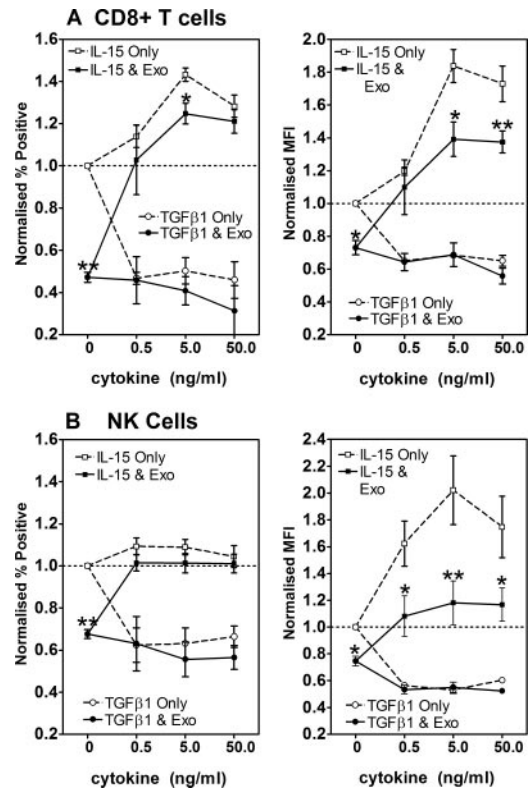 A CD8+ T cells
Normalised % Positive
1.6
1.4
1.2
1.0
0.8
0.6
0.4
0.2
IL-15 Only
IL-15 & Exo
*
**
TGFβ1 Only
TGFβ1 & Exo
0
0.5
5.0
50.0
cytokine (ng/ml)
Normalised MFI
2.0
1.8
1.6
1.4
1.2
1.0
0.8
0.6
0.4
0.2
IL-15 Only
IL-15 &
Exo
*
**
*
TGFβ1 Only
TGFβ1 & Exo
0
0.5
5.0
50.0
cytokine (ng/ml)
B NK Cells
Normalised % Positive
1.6
1.4
1.2
1.0
0.8
0.6
0.4
0.2
IL-15 Only
IL-15 & Exo
**
TGFβ1 Only
TGFβ1 & Exo
0
0.5
5.0
50.0
cytokine (ng/ml)
Normalised MFI
2.4
2.2
2.0
1.8
1.6
1.4
1.2
1.0
0.8
0.6
0.4
0.2
IL-15 Only
IL-15 &
Exo
*
**
*
*
TGFβ1 Only
TGFβ1 & Exo
0
0.5
5.0
50.0
cytokine (ng/ml)